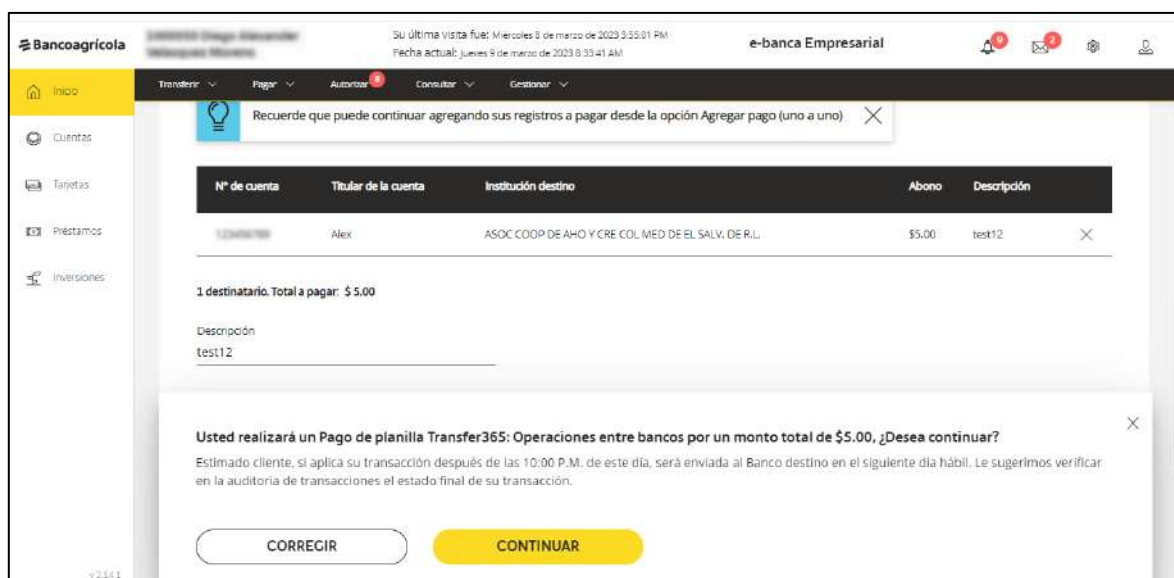 Bancoagrícola
Su última visita fue: Miércoles 8 de marzo de 2023 3:55:01 PM
Fecha actual: jueves 9 de marzo de 2023 8:33:41 AM
e-banca Empresarial
9
2
Inicio
Cuentas
Tarjetas
Préstamos
Inversiones
v 2.14.1
Transferir Pagar Autorizar 8 Consultar Gestionar
Recuerde que puede continuar agregando sus registros a pagar desde la opción Agregar pago (uno a uno)
N° de cuenta Titular de la cuenta Institución destino Abono Descripción
Alex ASOC COOP DE AHO Y CRE COL MED DE EL SALV. DE R.L. $5.00 test12
1 destinatario. Total a pagar: $ 5.00
Descripción
test12
Usted realizará un Pago de planilla Transfer365: Operaciones entre bancos por un monto total de $5.00, ¿Desea continuar?
Estimado cliente, si aplica su transacción después de las 10:00 P.M. de este día, será enviada al Banco destino en el siguiente día hábil. Le sugerimos verificar
en la auditoria de transacciones el estado final de su transacción.
CORREGIR
CONTINUAR